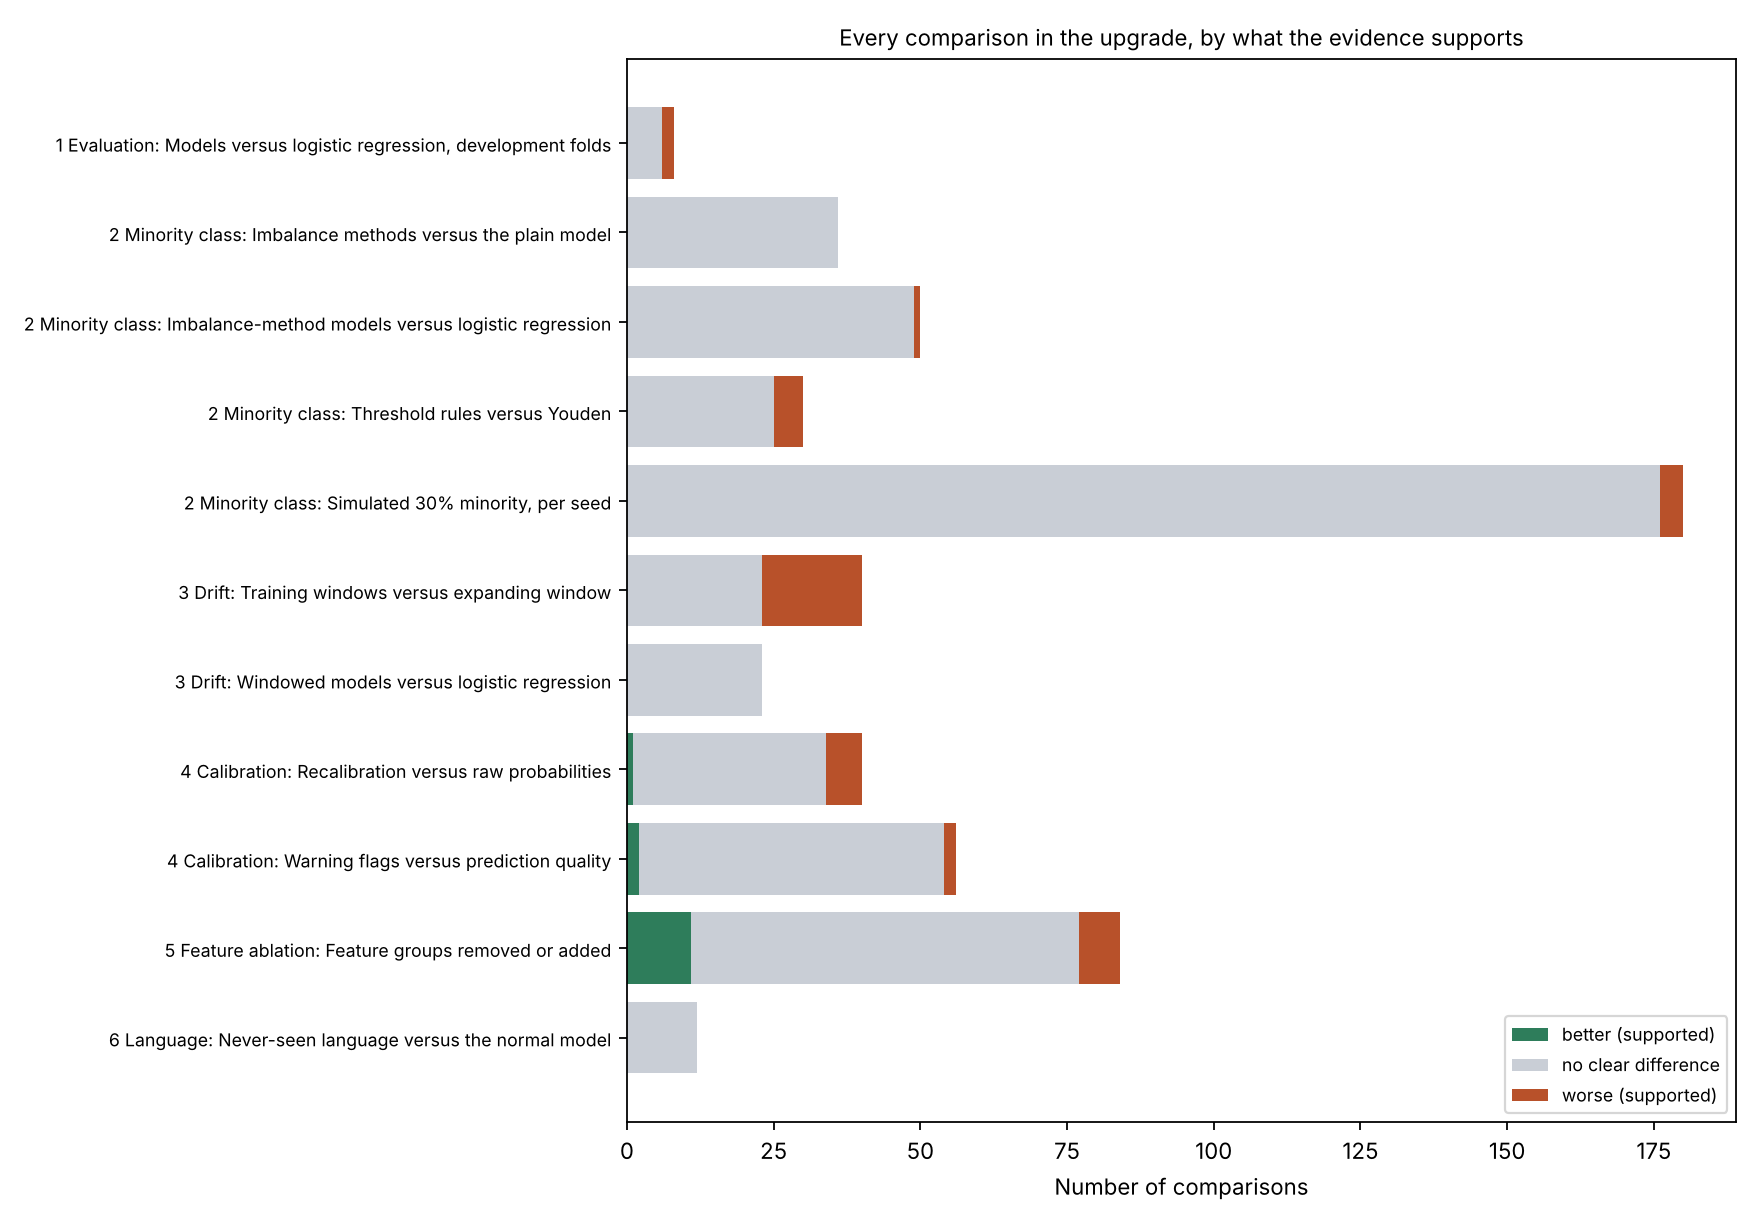 Every comparison in the upgrade, by what the evidence supports
1 Evaluation: Models versus logistic regression, development folds
2 Minority class: Imbalance methods versus the plain model
2 Minority class: Imbalance-method models versus logistic regression
2 Minority class: Threshold rules versus Youden
2 Minority class: Simulated 30% minority, per seed
3 Drift: Training windows versus expanding window
3 Drift: Windowed models versus logistic regression
4 Calibration: Recalibration versus raw probabilities
4 Calibration: Warning flags versus prediction quality
5 Feature ablation: Feature groups removed or added
6 Language: Never-seen language versus the normal model
better (supported)
no clear difference
worse (supported)
0 25 50 75 100 125 150 175
Number of comparisons